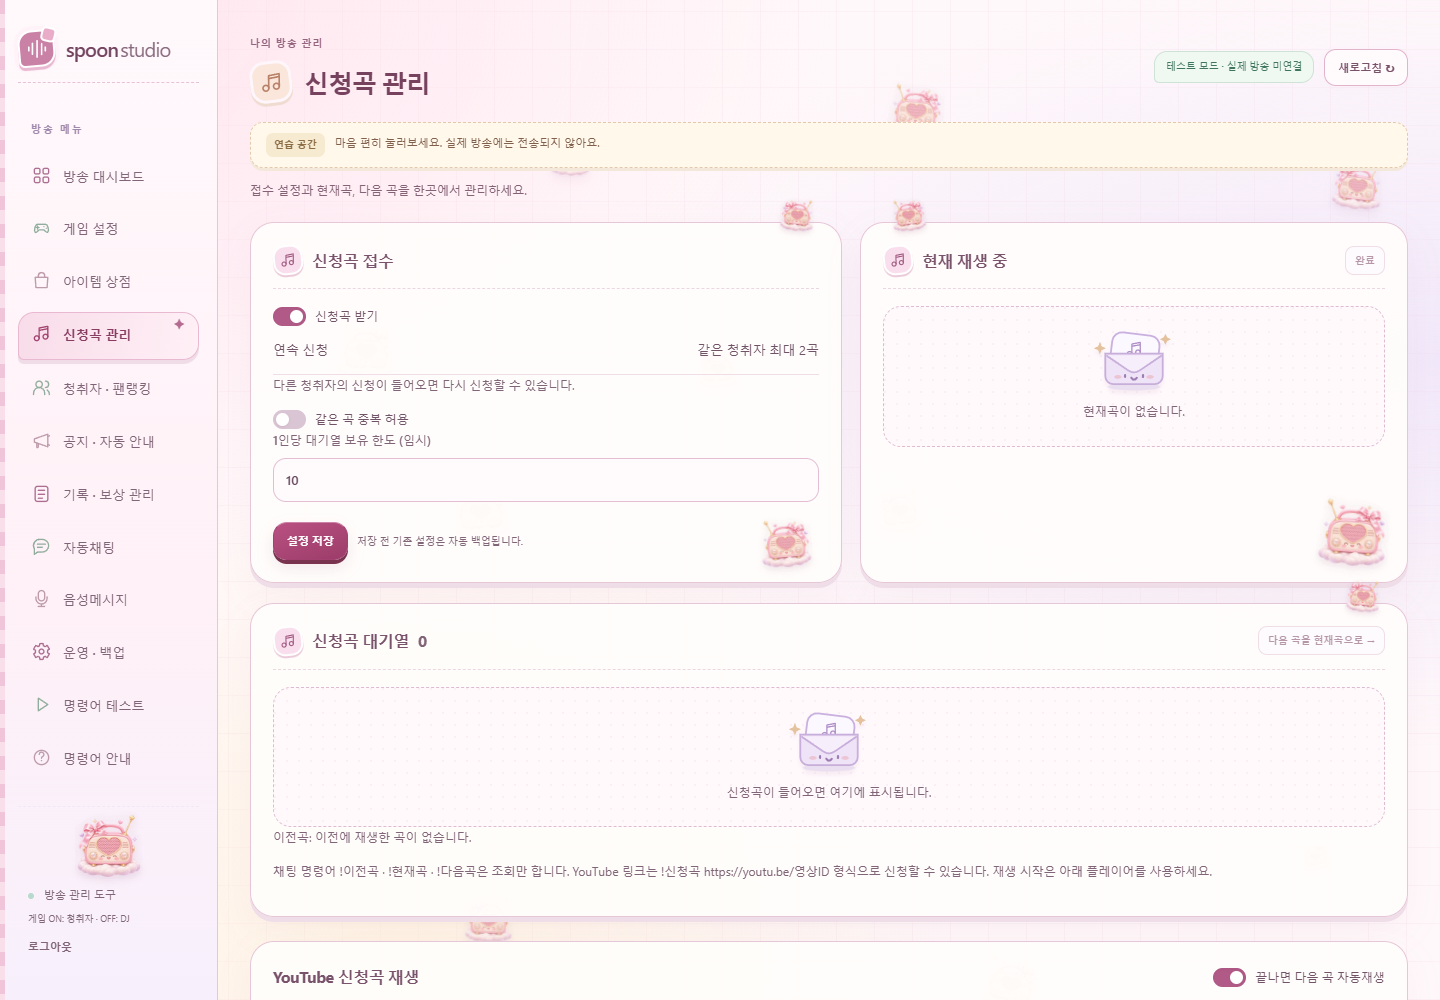 spoon studio
방송 메뉴
방송 대시보드
게임 설정
아이템 상점
신청곡 관리
청취자 · 팬랭킹
공지 · 자동 안내
기록 · 보상 관리
자동채팅
음성메시지
운영 · 백업
명령어 테스트
명령어 안내
방송 관리 도구
게임 ON: 청취자 · OFF: DJ
로그아웃
나의 방송 관리
신청곡 관리
테스트 모드 · 실제 방송 미연결
새로고침 ↻
연습 공간
마음 편히 눌러보세요. 실제 방송에는 전송되지 않아요.
접수 설정과 현재곡, 다음 곡을 한곳에서 관리하세요.
신청곡 접수
신청곡 받기
연속 신청
같은 청취자 최대 2곡
다른 청취자의 신청이 들어오면 다시 신청할 수 있습니다.
같은 곡 중복 허용
1인당 대기열 보유 한도 (임시)
10
설정 저장
저장 전 기존 설정은 자동 백업됩니다.
현재 재생 중
완료
현재곡이 없습니다.
신청곡 대기열 0
다음 곡을 현재곡으로 →
신청곡이 들어오면 여기에 표시됩니다.
이전곡: 이전에 재생한 곡이 없습니다.
채팅 명령어 !이전곡 · !현재곡 · !다음곡은 조회만 합니다. YouTube 링크는 !신청곡 https://youtu.be/영상ID 형식으로 신청할 수 있습니다. 재생 시작은 아래 플레이어를 사용하세요.
YouTube 신청곡 재생
끝나면 다음 곡 자동재생